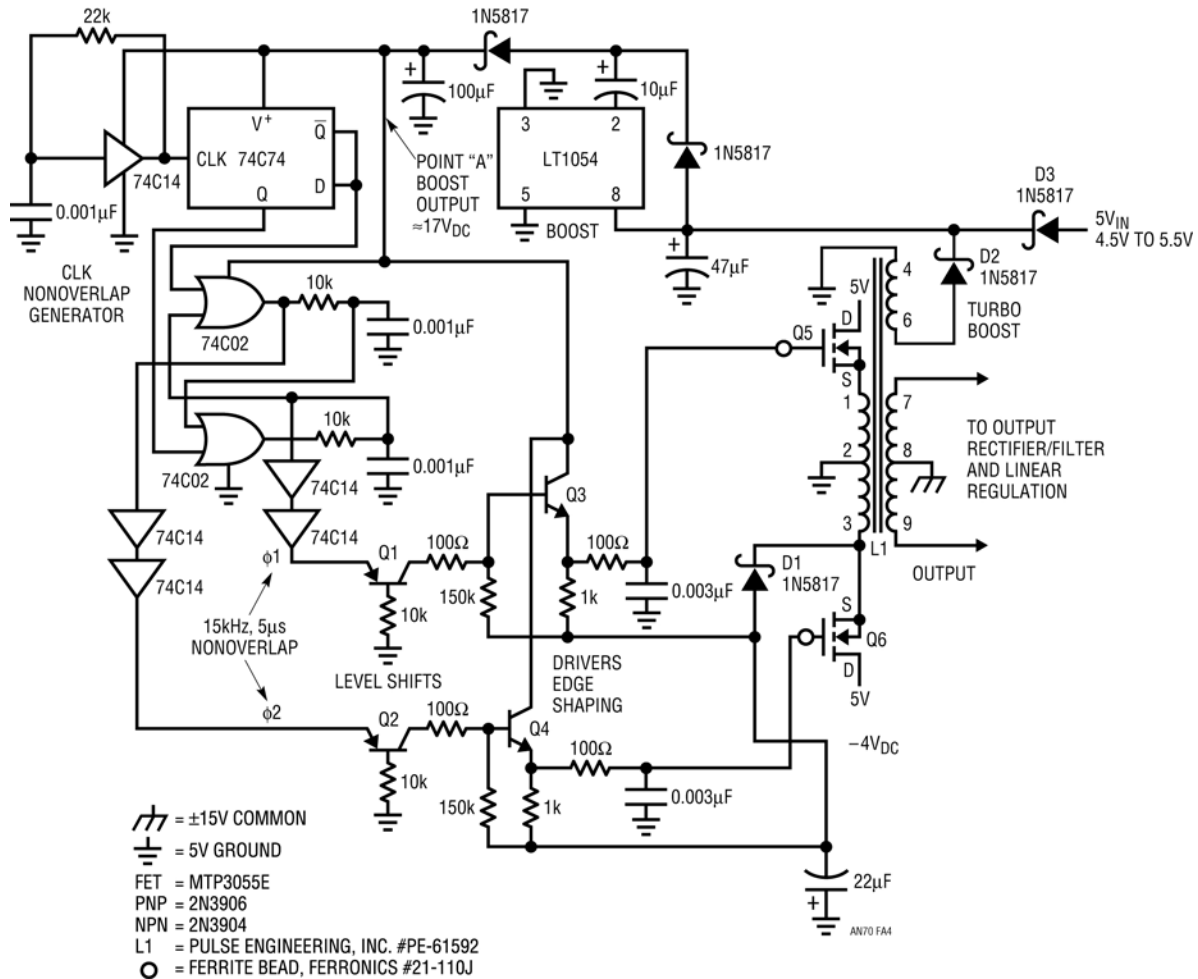 22k
1N5817
100µF
10µF
V+
Q̅
CLK 74C74
D
Q
74C14
0.001µF
POINT "A"
BOOST
OUTPUT
≈17VDC
3
2
LT1054
5
8
BOOST
1N5817
D3
1N5817
5VIN
4.5V TO 5.5V
47µF
CLK
NONOVERLAP
GENERATOR
10k
0.001µF
74C02
5V
D
Q5
S
4
6
D2
1N5817
TURBO
BOOST
1
2
3
7
8
9
TO OUTPUT
RECTIFIER/FILTER
AND LINEAR
REGULATION
L1
OUTPUT
10k
0.001µF
74C02
74C14
74C14
74C14
74C14
Q3
100Ω
0.003µF
ϕ1
Q1
100Ω
150k
1k
10k
D1
1N5817
S
Q6
D
5V
15kHz, 5µs
NONOVERLAP
LEVEL SHIFTS
DRIVERS
EDGE
SHAPING
ϕ2
Q2
100Ω
Q4
100Ω
–4VDC
10k
150k
1k
0.003µF
22µF
= ±15V COMMON
= 5V GROUND
FET = MTP3055E
PNP = 2N3906
NPN = 2N3904
L1 = PULSE ENGINEERING, INC. #PE-61592
= FERRITE BEAD, FERRONICS #21-110J
AN70 FA4